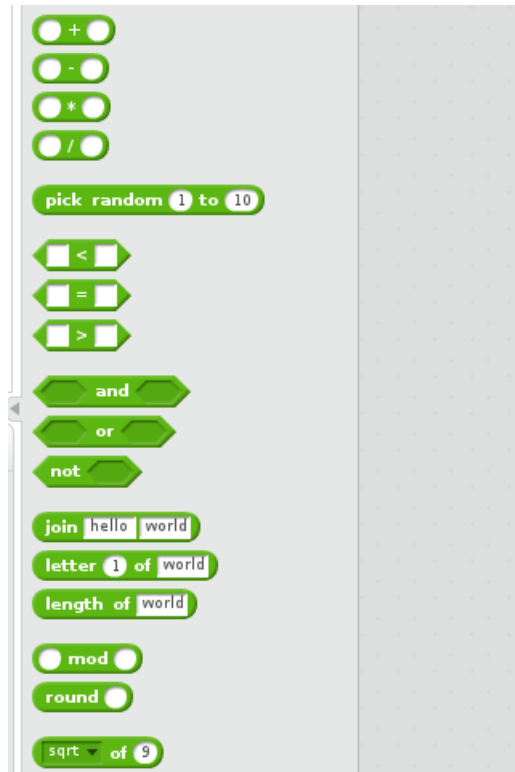 +
-
*
/
pick random 1 to 10
<
=
>
and
or
not
join hello world
letter 1 of world
length of world
mod
round
sqrt of 9